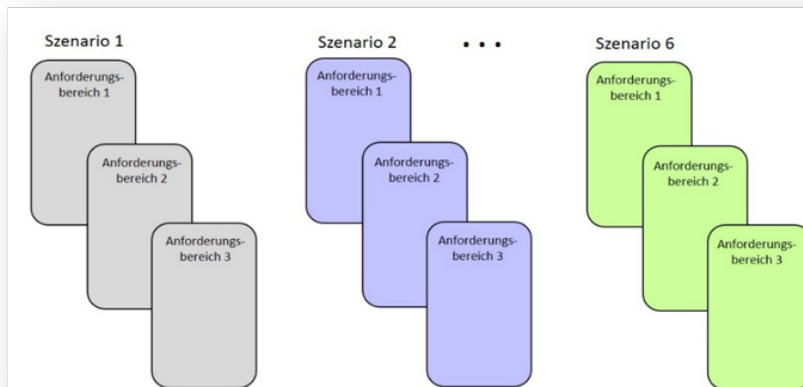 Szenario 1
Anforderungs-
bereich 1
Anforderungs-
bereich 2
Anforderungs-
bereich 3
Szenario 2
• • •
Anforderungs-
bereich 1
Anforderungs-
bereich 2
Anforderungs-
bereich 3
Szenario 6
Anforderungs-
bereich 1
Anforderungs-
bereich 2
Anforderungs-
bereich 3